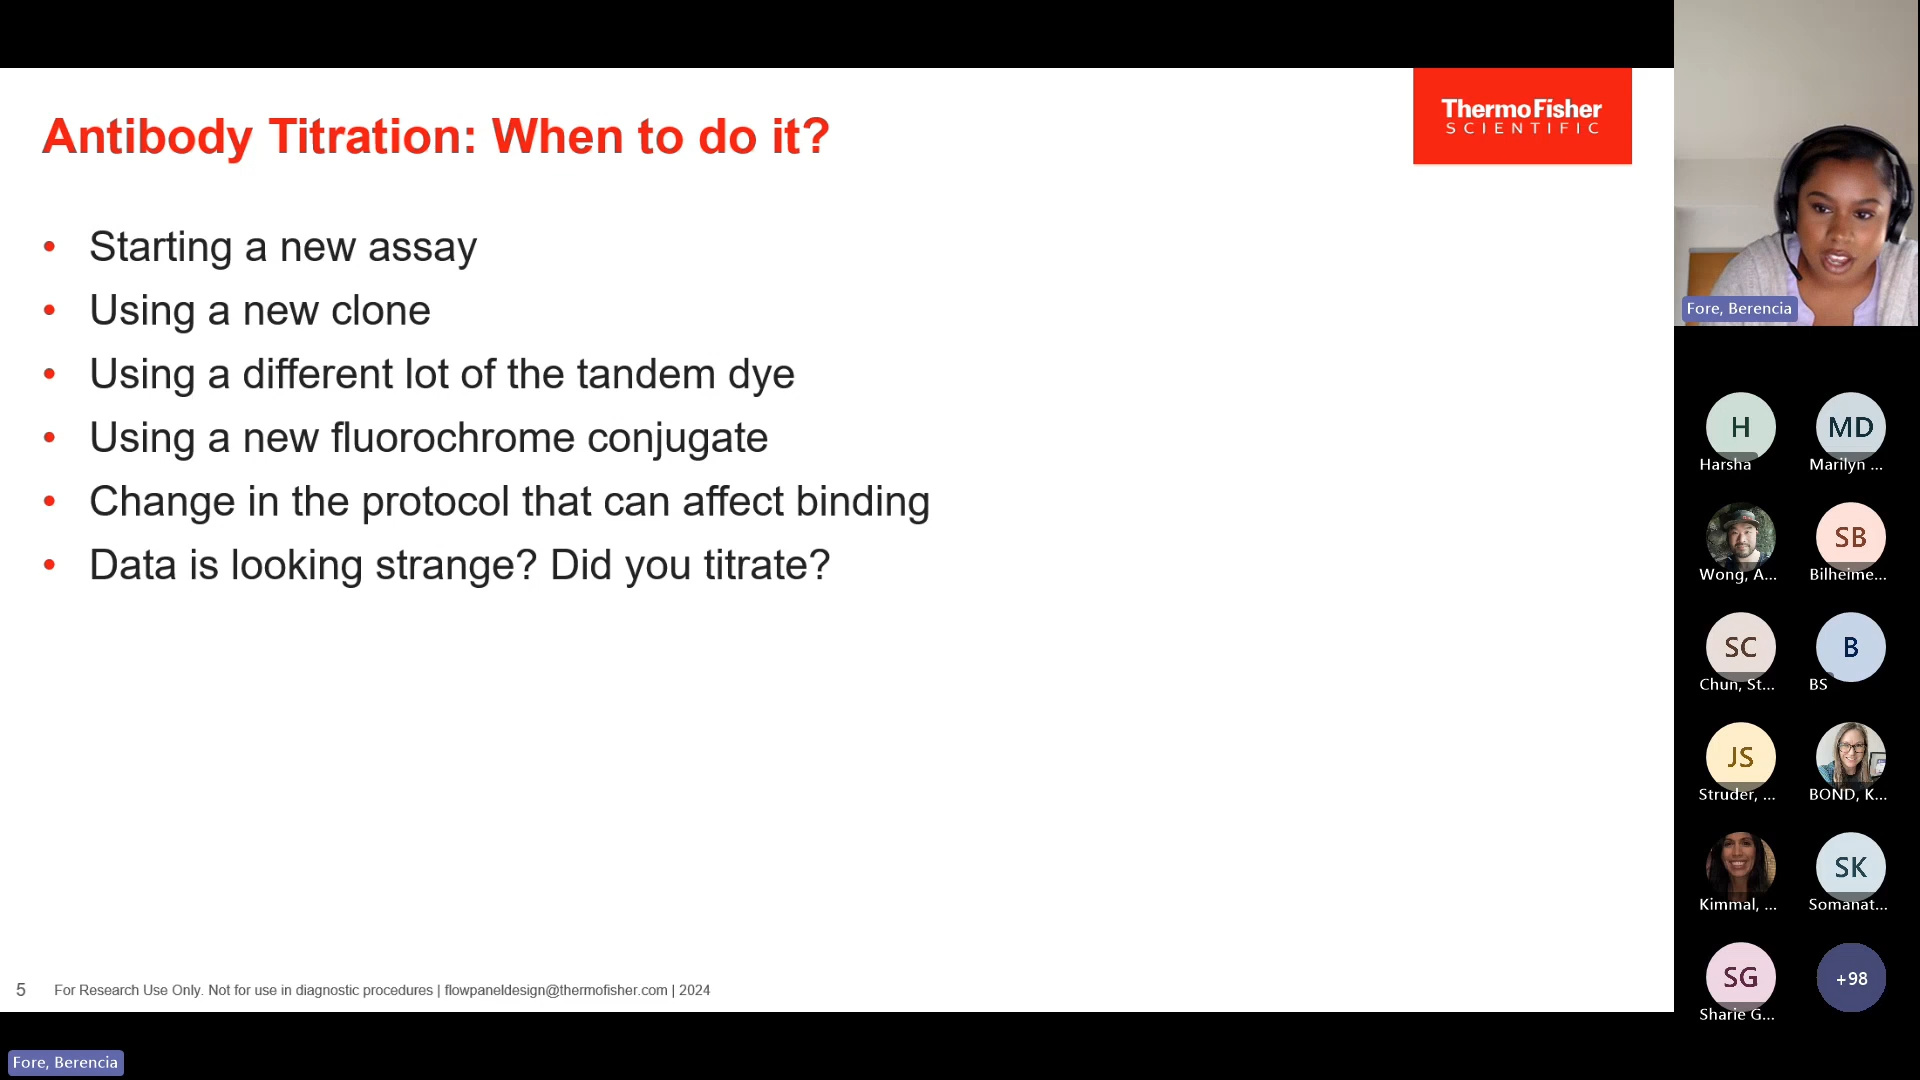 Antibody Titration: When to do it?
ThermoFisher
SCIENTIFIC
• Starting a new assay
• Using a new clone
• Using a different lot of the tandem dye
• Using a new fluorochrome conjugate
• Change in the protocol that can affect binding
• Data is looking strange? Did you titrate?
5 For Research Use Only. Not for use in diagnostic procedures | flowpaneldesign@thermofisher.com | 2024
Fore, Berencia
Fore, Berencia
H
Harsha
MD
Marilyn ...
Wong, A...
SB
Bilheime...
SC
Chun, St...
B
BS
JS
Struder, ...
BOND, K...
Kimmal, ...
SK
Somanat...
SG
Sharie G...
+98